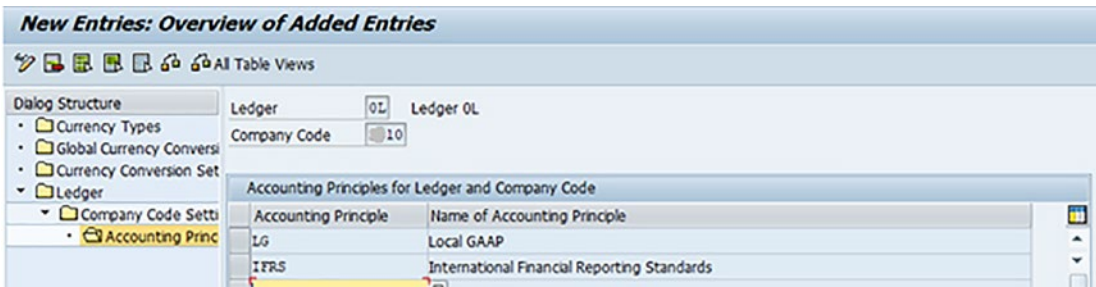 New Entries: Overview of Added Entries
All Table Views
Dialog Structure
Currency Types
Global Currency Conversi
Currency Conversion Set
Ledger
Company Code Setti
Accounting Princ
Ledger 0L Ledger 0L
Company Code 10
Accounting Principles for Ledger and Company Code
Accounting Principle Name of Accounting Principle
LG Local GAAP
IFRS International Financial Reporting Standards